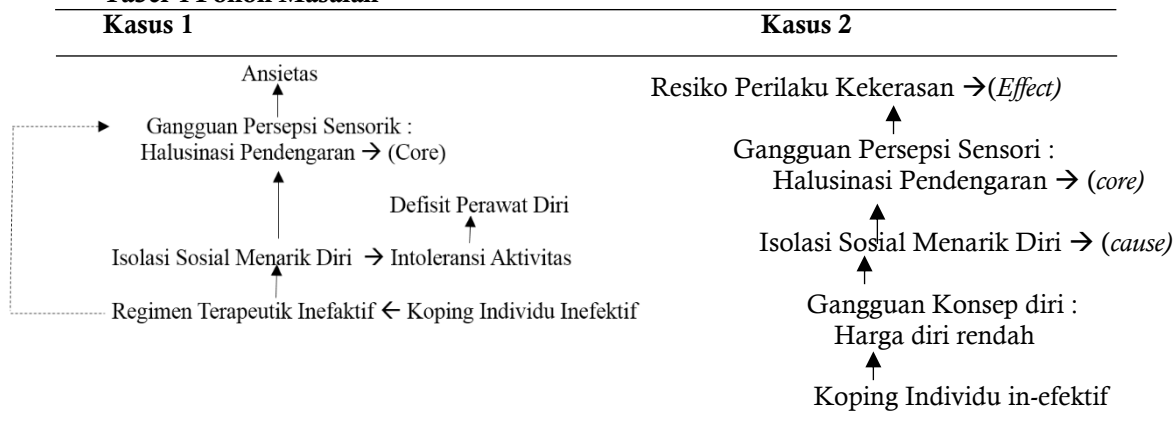 Kasus 1
Kasus 2
Ansietas
Gangguan Persepsi Sensorik :
Halusinasi Pendengaran → (Core)
Defisit Perawat Diri
Isolasi Sosial Menarik Diri → Intoleransi Aktivitas
Regimen Terapeutik Inefaktif ← Koping Individu Inefektif
Resiko Perilaku Kekerasan →(Effect)
Gangguan Persepsi Sensori :
Halusinasi Pendengaran → (core)
Isolasi Sosial Menarik Diri → (cause)
Gangguan Konsep diri :
Harga diri rendah
Koping Individu in-efektif